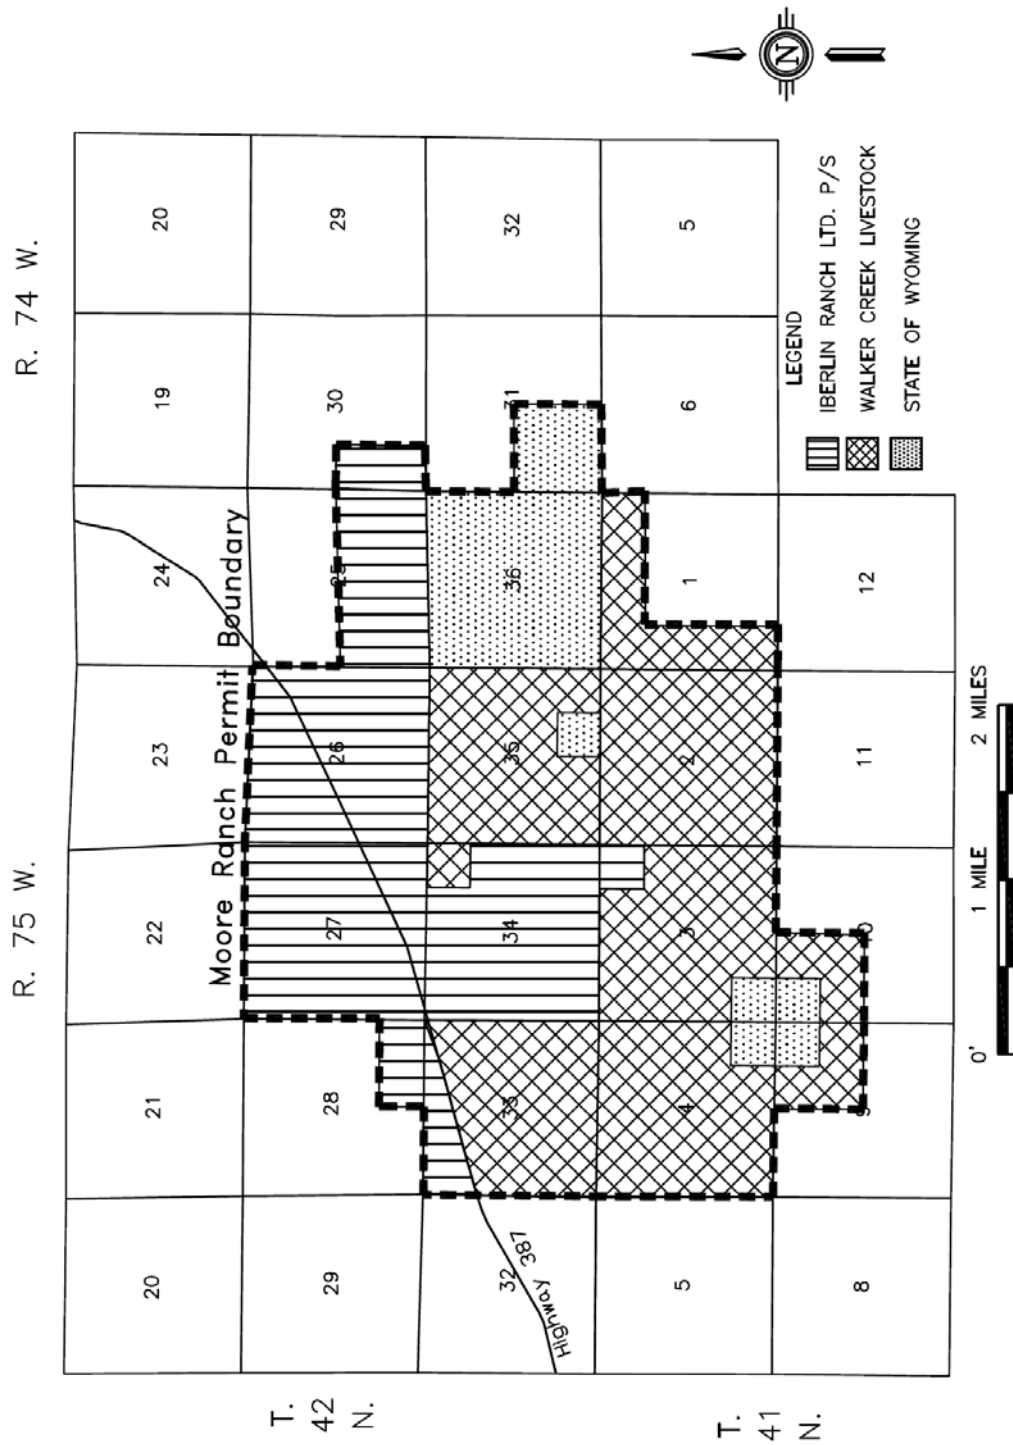 R. 75 W.
R. 74 W.
20 21 22 23 24 19 20
Moore Ranch Permit Boundary
T.
42
N.
29 28 27 26 25 30 29
32 33 34 35 36 31 32
Highway 387
5 4 3 2 1 6 5
T.
41
N.
8 9 10 11 12
N
LEGEND
IBERLIN RANCH LTD. P/S
WALKER CREEK LIVESTOCK
STATE OF WYOMING
0' 1 MILE 2 MILES